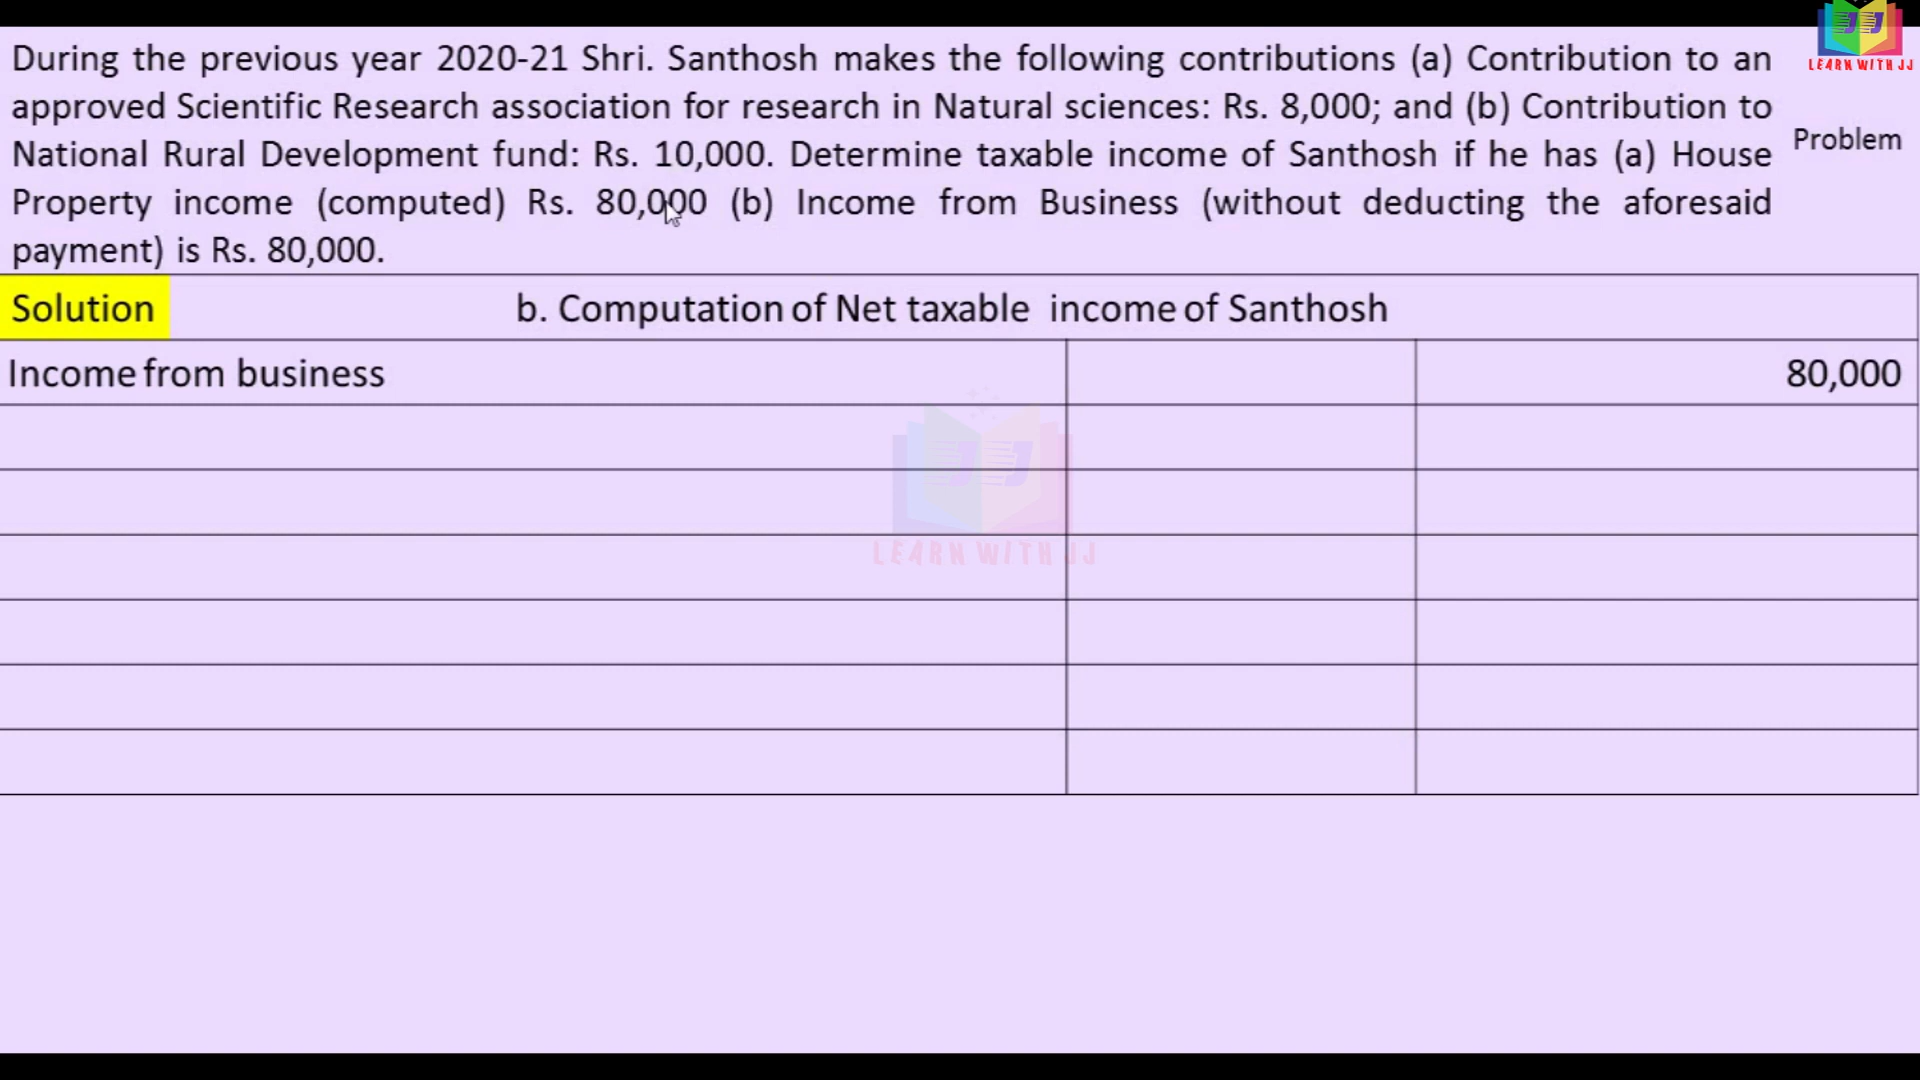 During the previous year 2020-21 Shri. Santhosh makes the following contributions (a) Contribution to an
approved Scientific Research association for research in Natural sciences: Rs. 8,000; and (b) Contribution to
National Rural Development fund: Rs. 10,000. Determine taxable income of Santhosh if he has (a) House
Property income (computed) Rs. 80,000 (b) Income from Business (without deducting the aforesaid
payment) is Rs. 80,000.
JJ
LEARN WITH JJ
Problem
Solution
b. Computation of Net taxable income of Santhosh
Income from business 80,000
JJ
LEARN WITH JJ